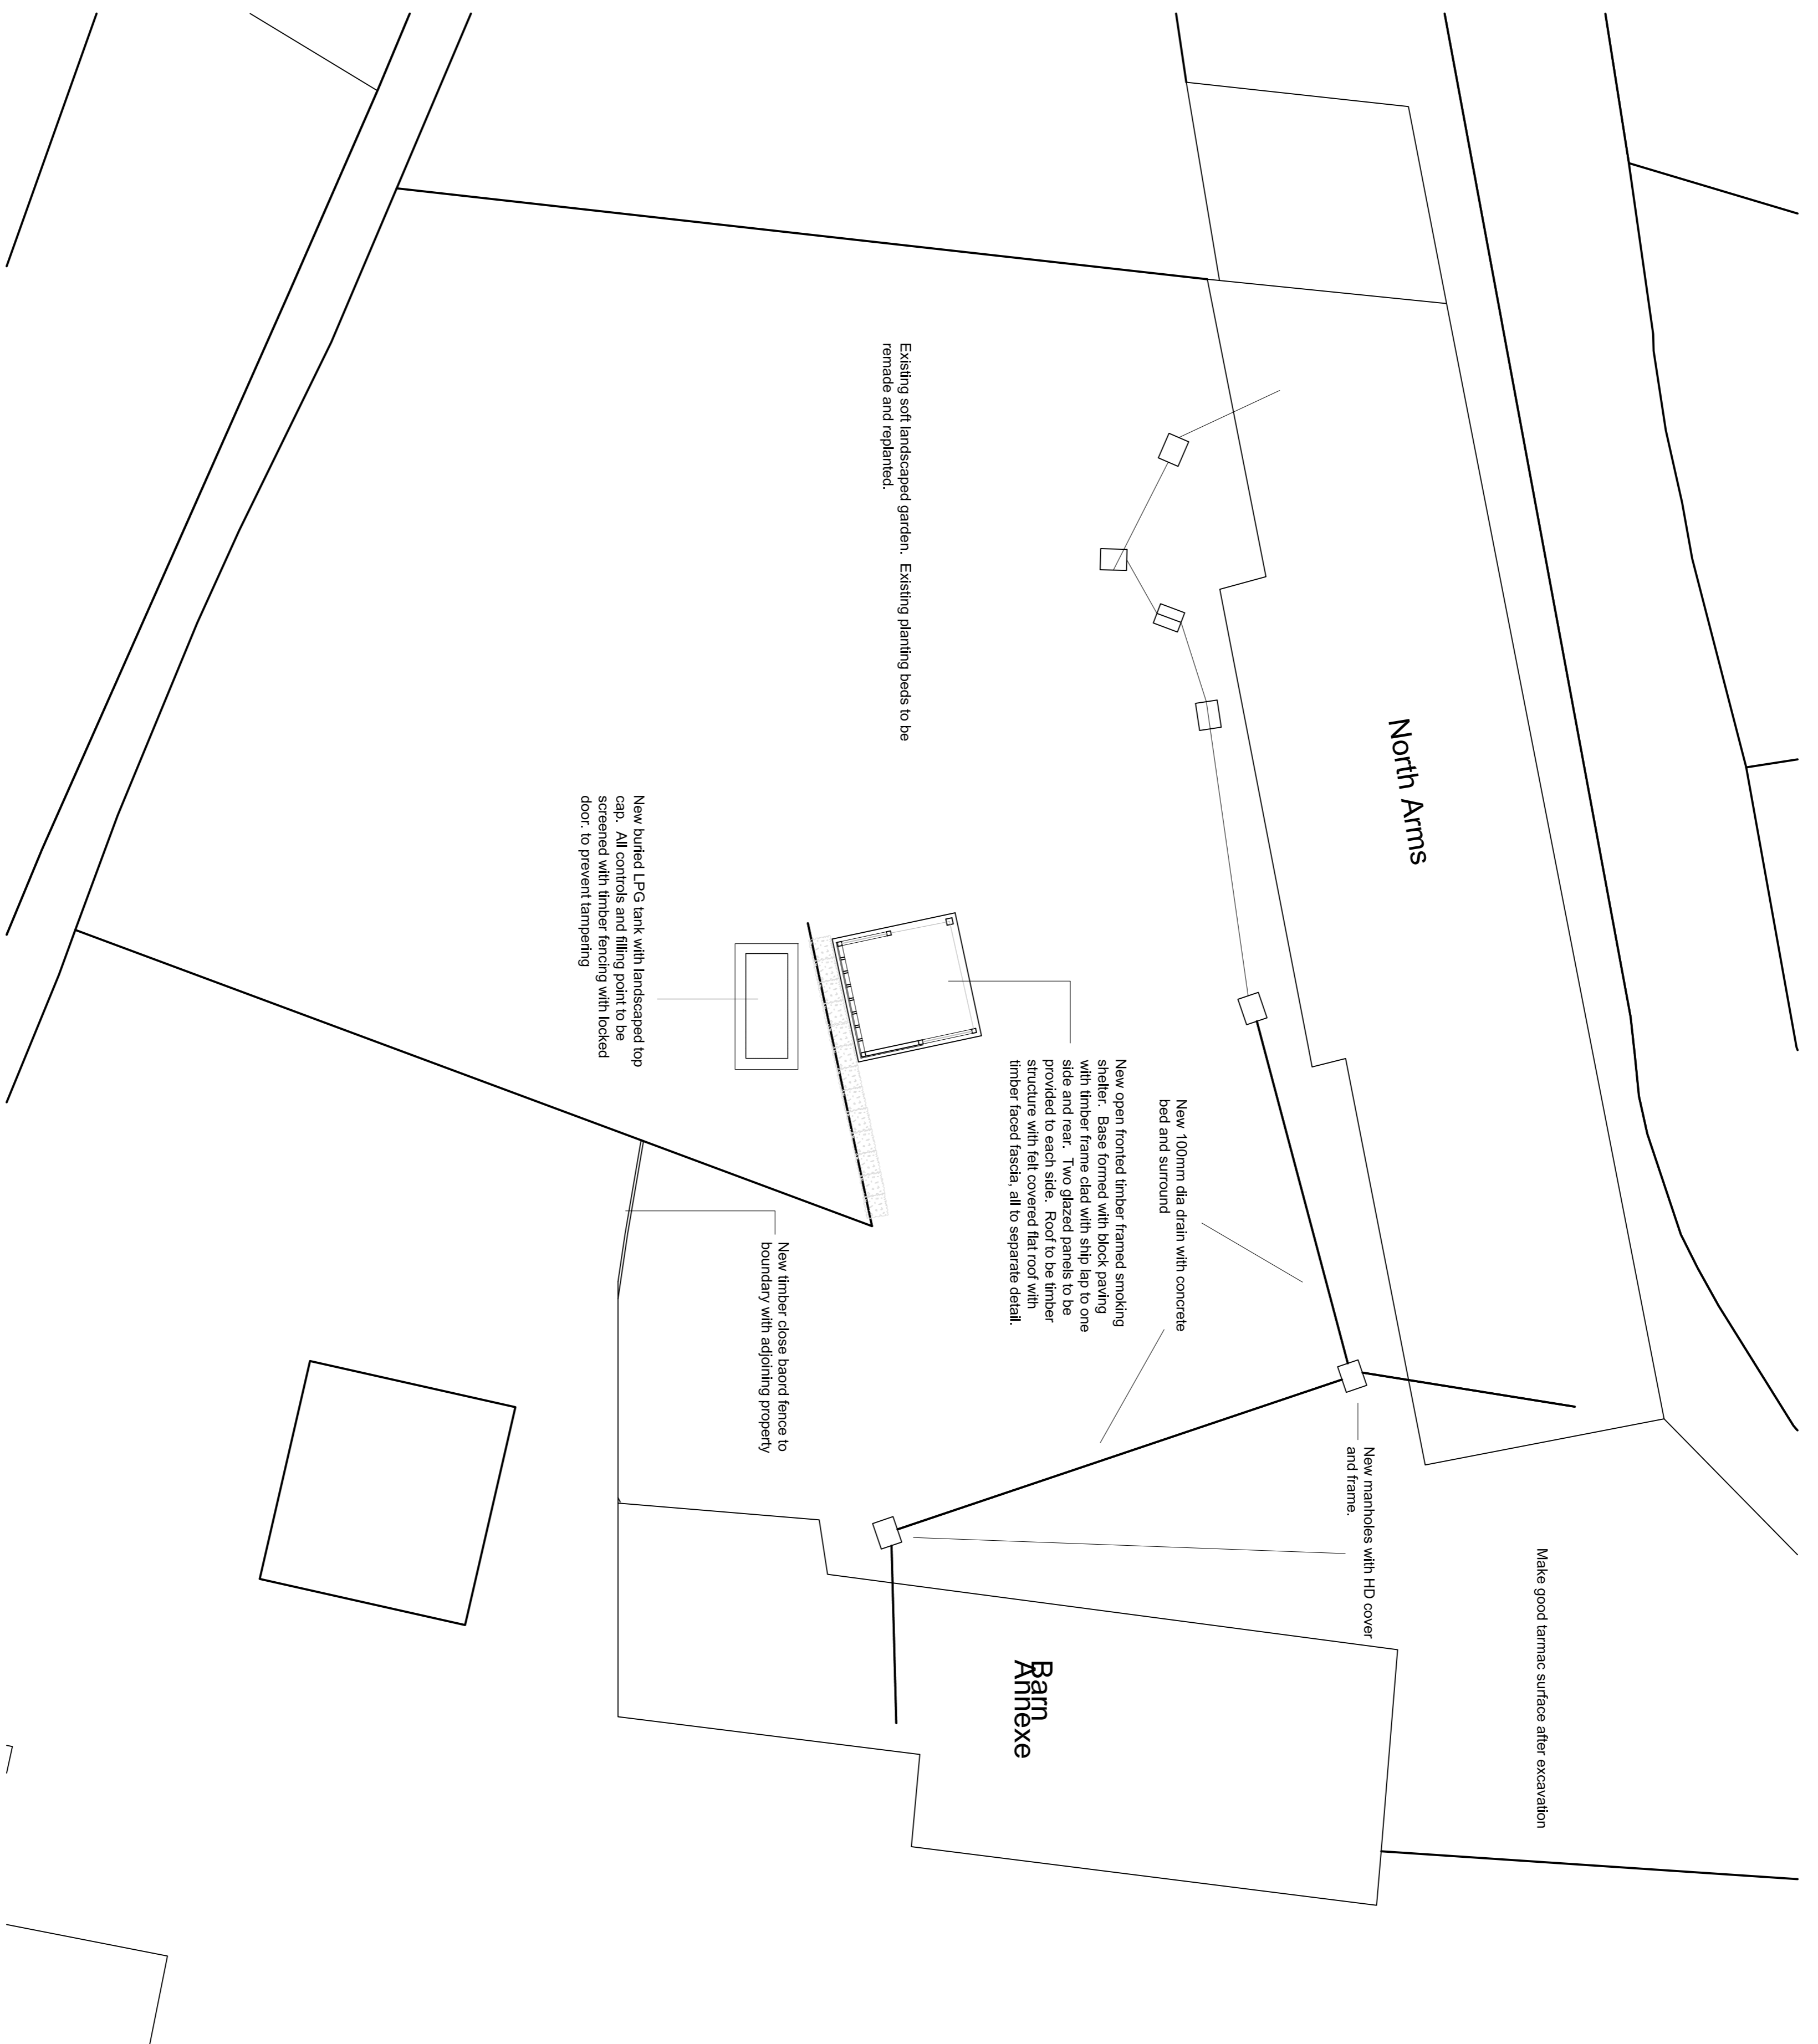 North Arms
Make good tarmac surface after excavation
New manholes with HD cover
and frame.
New 100mm dia drain with concrete
bed and surround
New open fronted timber framed smoking
shelter.  Base formed with block paving
with timber frame clad with ship lap to one
side and rear.  Two glazed panels to be
provided to each side.  Roof to be timber
structure with felt covered flat roof with
timber faced fascia, all to separate detail.
Barn
Annexe
Existing soft landscaped garden.  Existing planting beds to be
remade and replanted.
New timber close baord fence to
boundary with adjoining property
New buried LPG tank with landscaped top
cap.  All controls and filling point to be
screened with timber fencing with locked
door. to prevent tampering